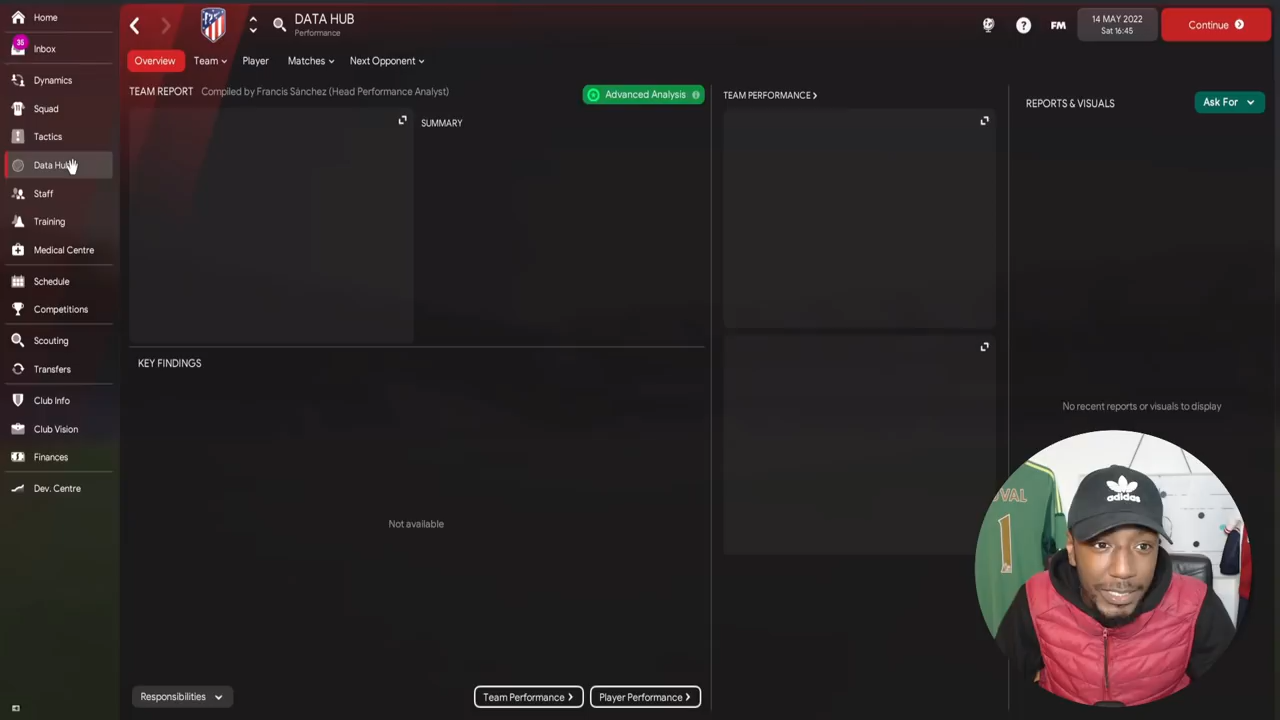 Home
35
Inbox
Dynamics
Squad
Tactics
Data Hub
Staff
Training
Medical Centre
Schedule
Competitions
Scouting
Transfers
Club Info
Club Vision
Finances
Dev. Centre
DATA HUB
Performance
FM
14 MAY 2022
Sat 16:45
Continue
Overview
Team
Player
Matches
Next Opponent
TEAM REPORT Compiled by Francis Sánchez (Head Performance Analyst)
Advanced Analysis
SUMMARY
KEY FINDINGS
Not available
Responsibilities
Team Performance
Player Performance
TEAM PERFORMANCE
REPORTS & VISUALS
Ask For
No recent reports or visuals to display
OVAL
1
adidas